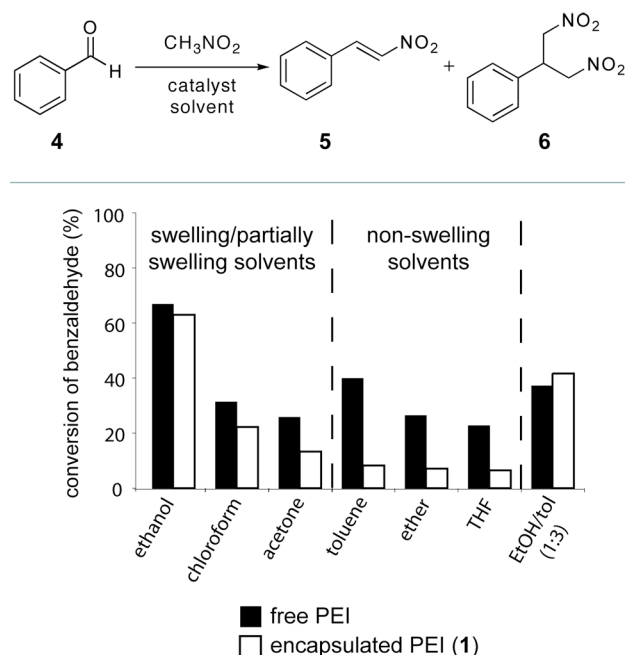 O
H
CH₃NO₂
catalyst
solvent
NO₂
+
NO₂
NO₂
4
5
6
conversion of benzaldehyde (%)
100
80
60
40
20
0
swelling/partially
swelling solvents
non-swelling
solvents
ethanol
chloroform
acetone
toluene
ether
THF
EtOH/tol
(1:3)
free PEI
encapsulated PEI (1)